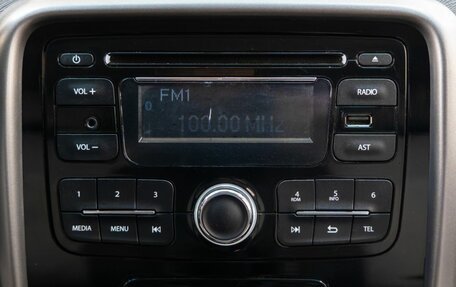 VOL +
FM1
RADIO
100.00 MHz
VOL −
AST
1 2 3
4 RDM 5 INFO 6
MEDIA MENU
TEL